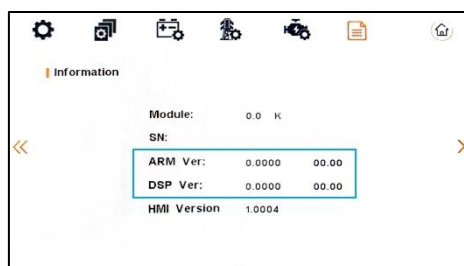 Information
Module: 0.0 K
SN:
ARM Ver: 0.0000 00.00
DSP Ver: 0.0000 00.00
HMI Version 1.0004